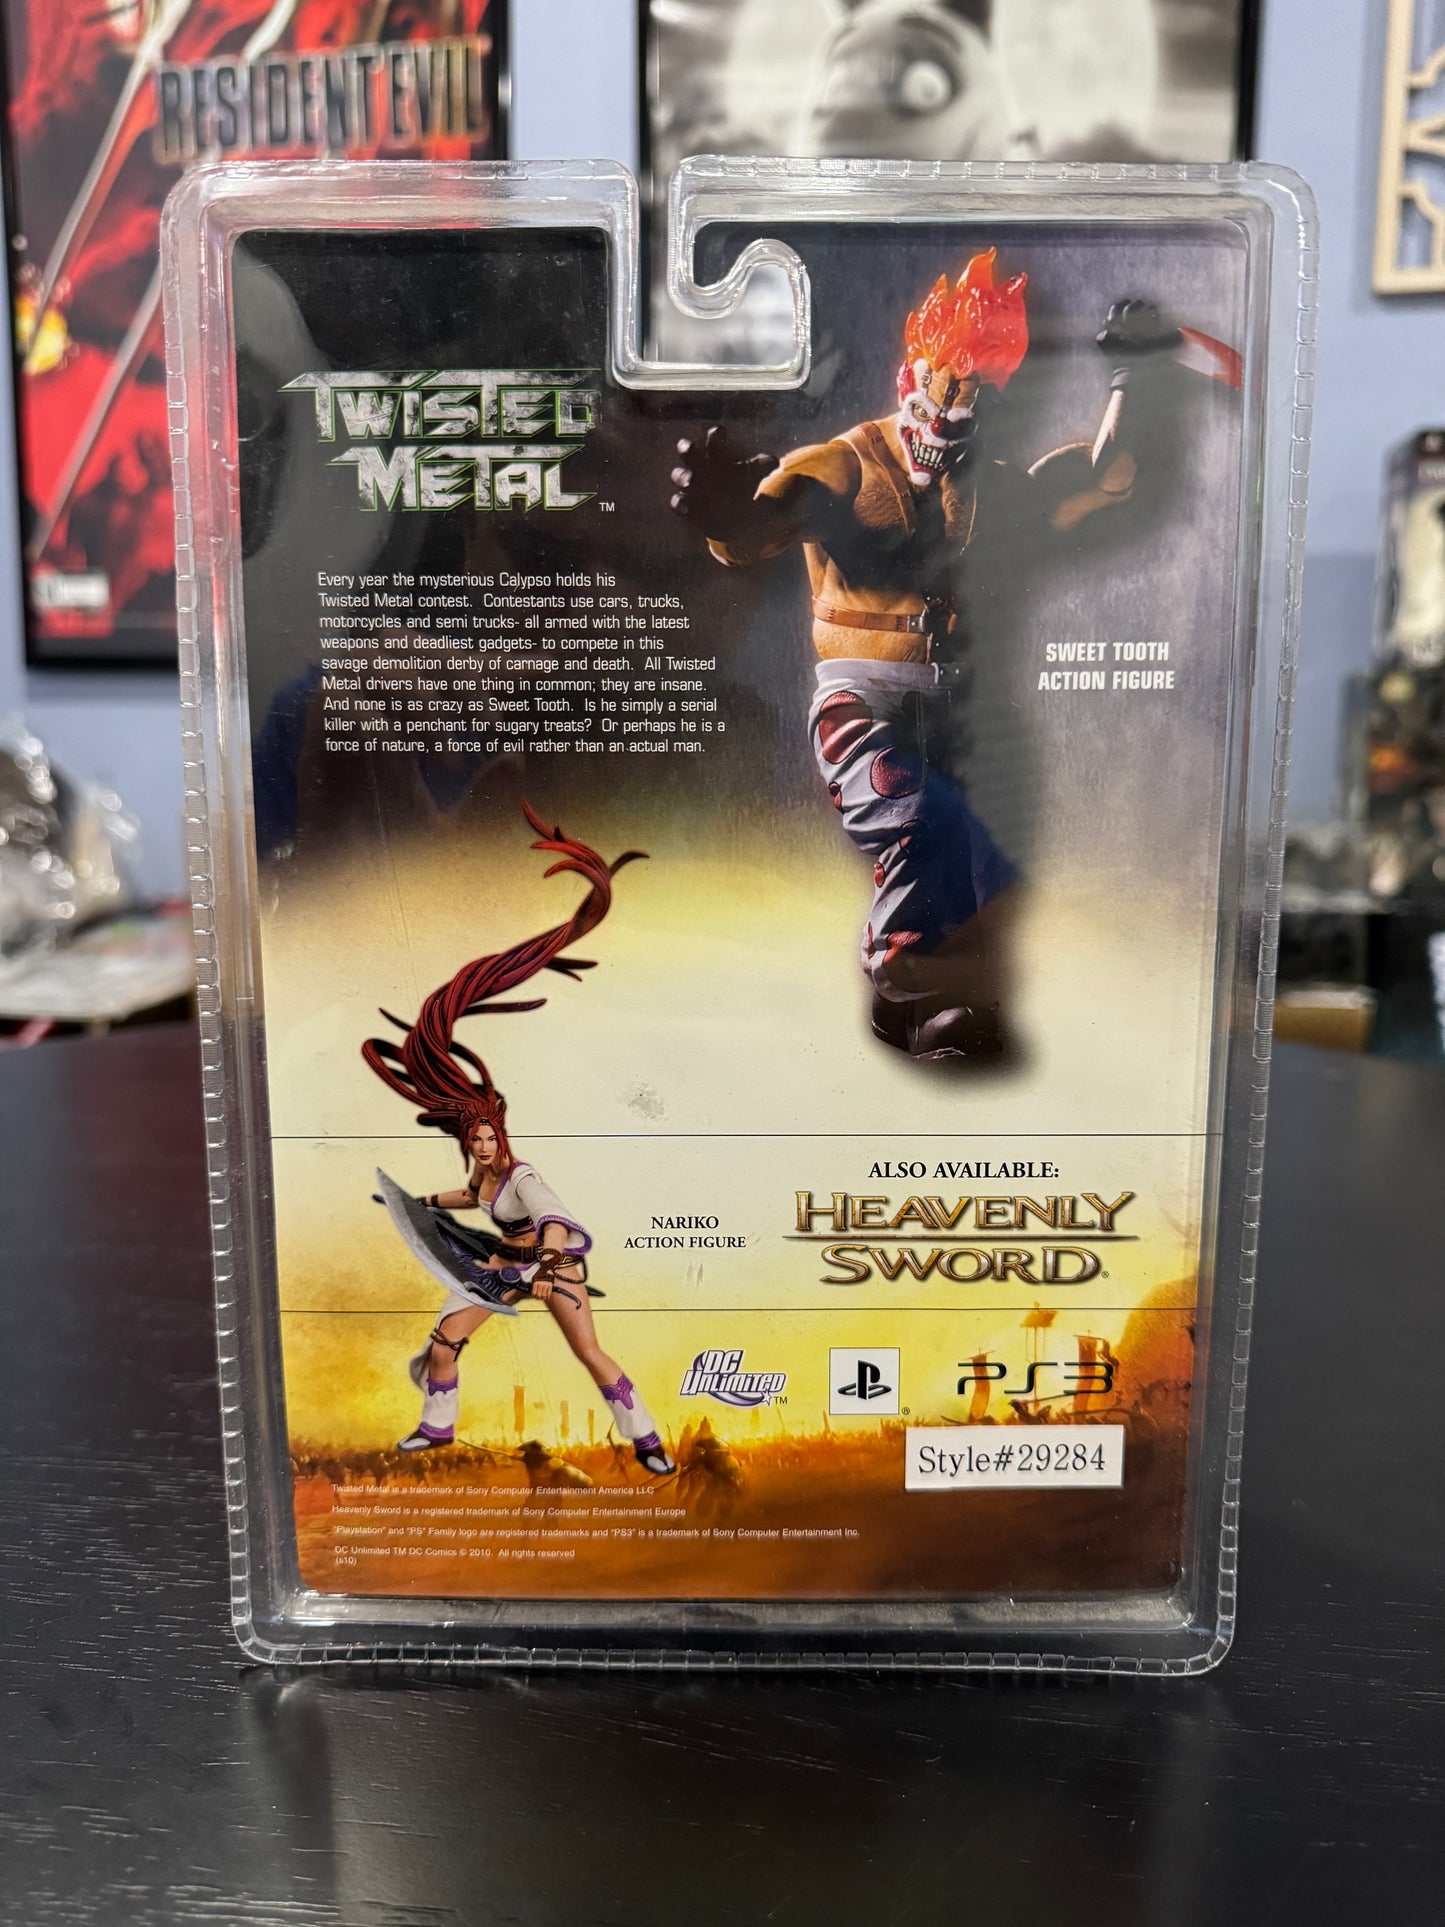 RESIDENT EVIL
TWISTED
METAL TM
Every year the mysterious Calypso holds his
Twisted Metal contest. Contestants use cars, trucks,
motorcycles and semi trucks- all armed with the latest
weapons and deadliest gadgets- to compete in this
savage demolition derby of carnage and death. All Twisted
Metal drivers have one thing in common; they are insane.
And none is as crazy as Sweet Tooth. Is he simply a serial
killer with a penchant for sugary treats? Or perhaps he is a
force of nature, a force of evil rather than an actual man.
SWEET TOOTH
ACTION FIGURE
ALSO AVAILABLE:
HEAVENLY
SWORD®
NARIKO
ACTION FIGURE
DC
UNLIMITED TM
®
PS3
Style#29284
Twisted Metal is a trademark of Sony Computer Entertainment America LLC
Heavenly Sword is a registered trademark of Sony Computer Entertainment Europe
"Playstation" and "PS" Family logo are registered trademarks and "PS3" is a trademark of Sony Computer Entertainment Inc.
DC Unlimited TM DC Comics © 2010. All rights reserved
(s10)